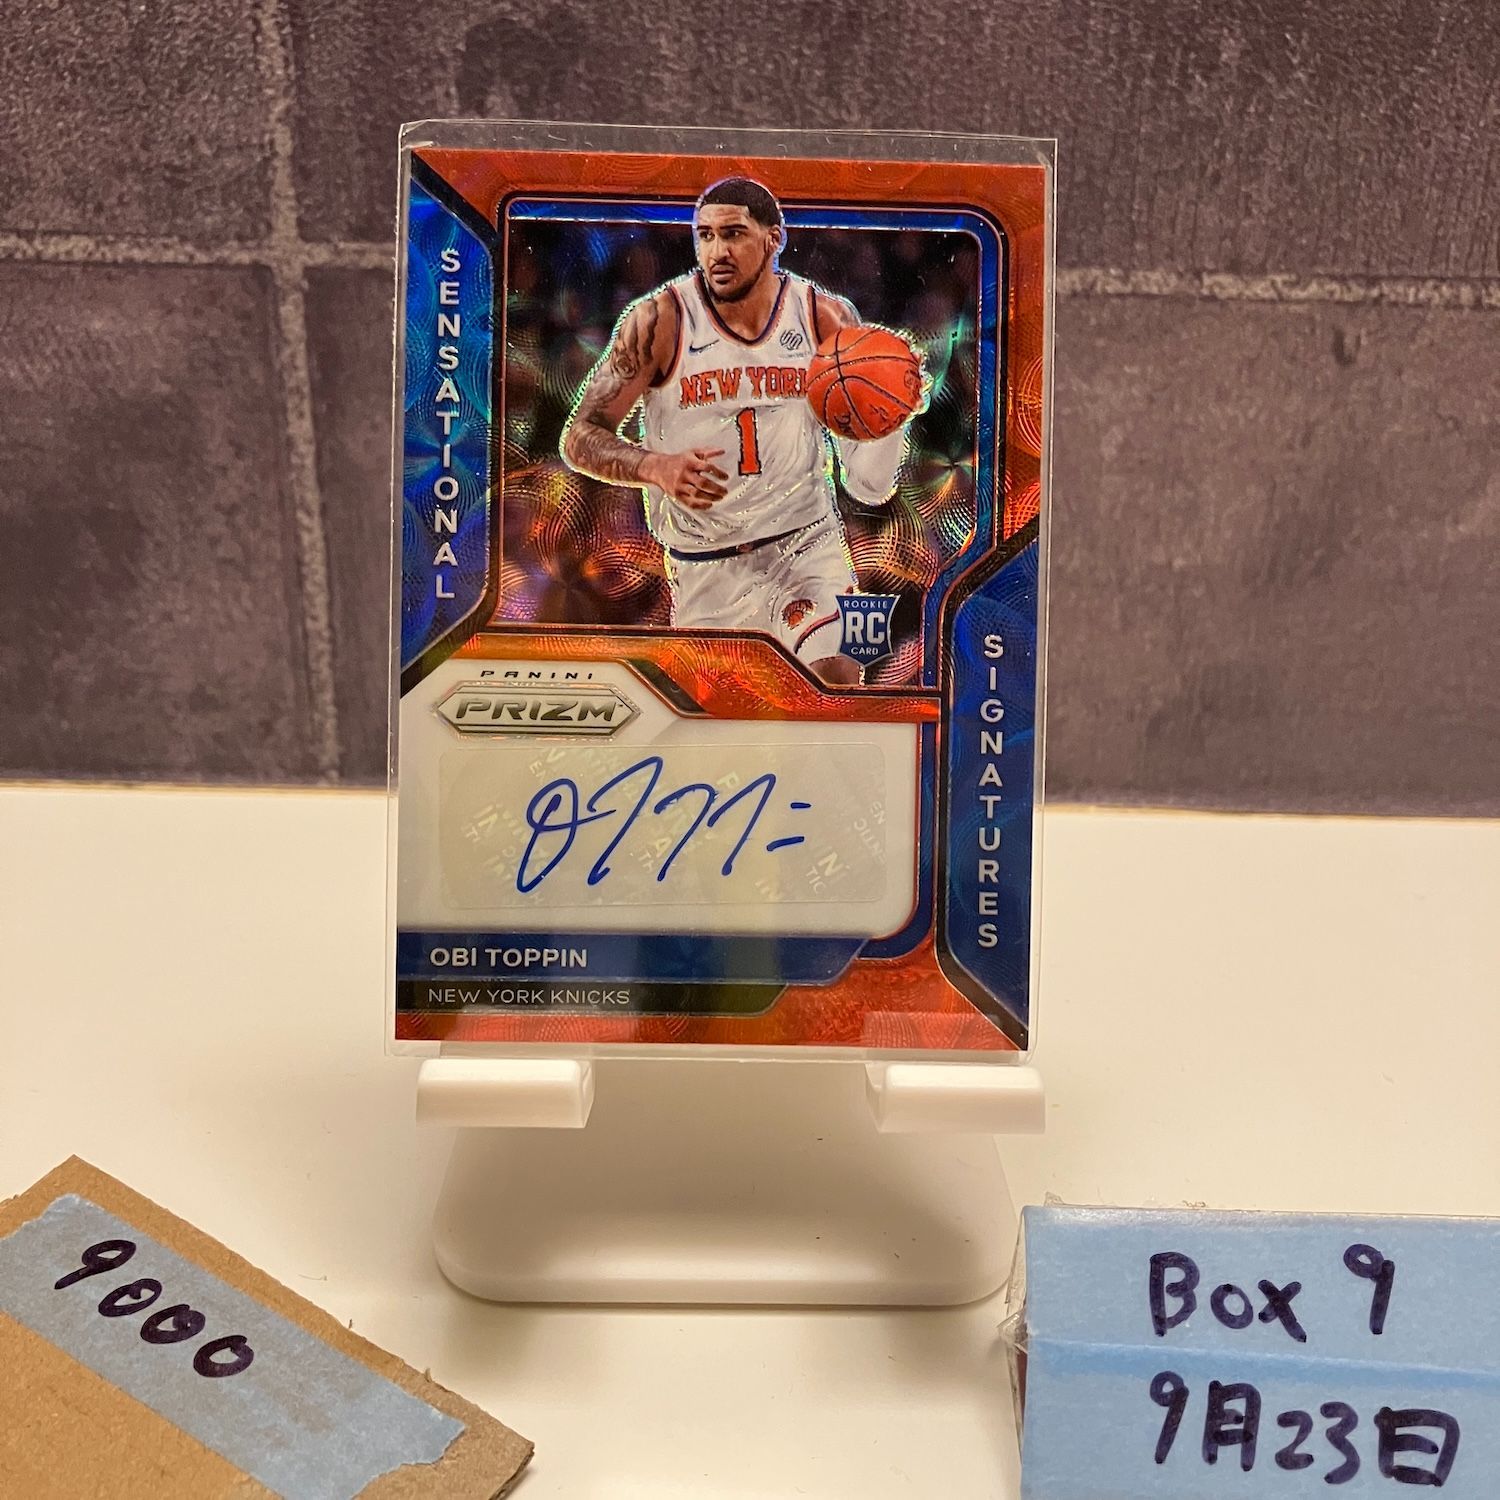 SENSATIONAL
NEW YORK
1
ROOKIE
RC
CARD
PANINI
PRIZM
SIGNATURES
OBI TOPPIN
NEW YORK KNICKS
9000
Box 9
9月23日